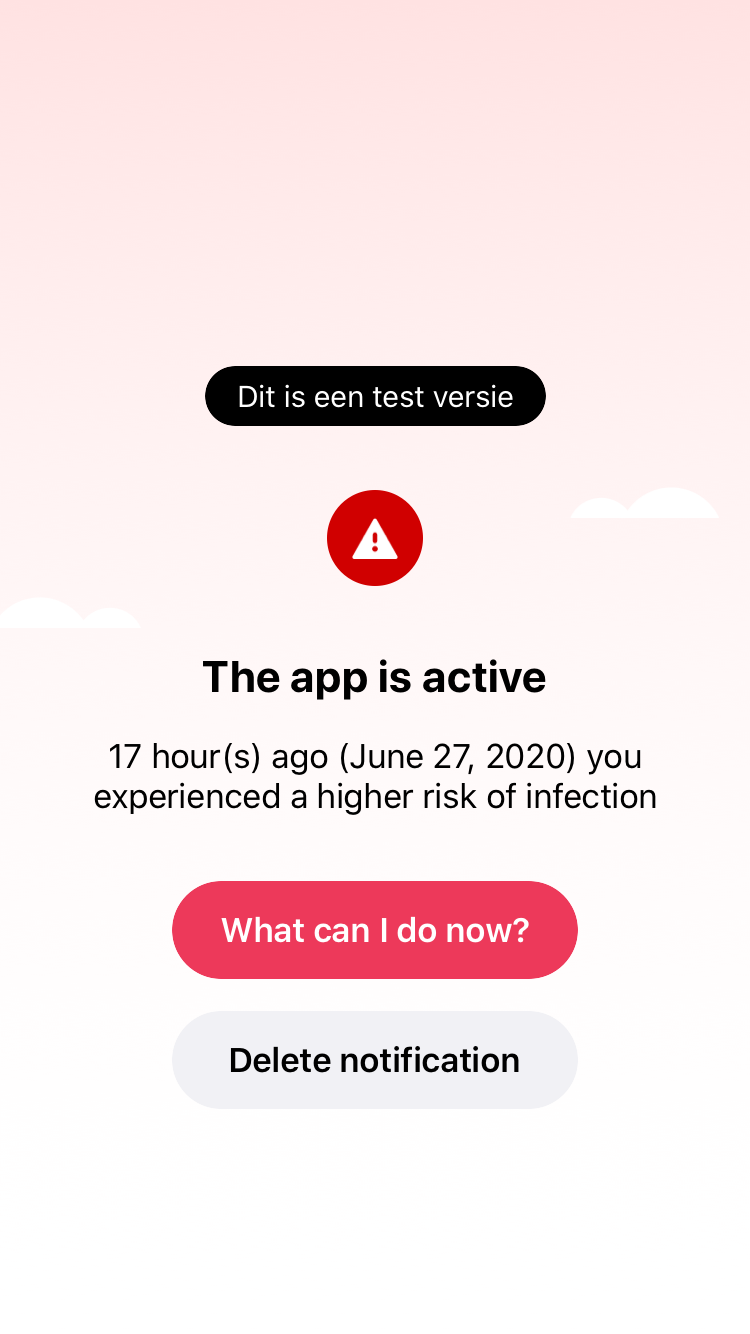 Dit is een test versie
The app is active
17 hour(s) ago (June 27, 2020) you
experienced a higher risk of infection
What can I do now?
Delete notification